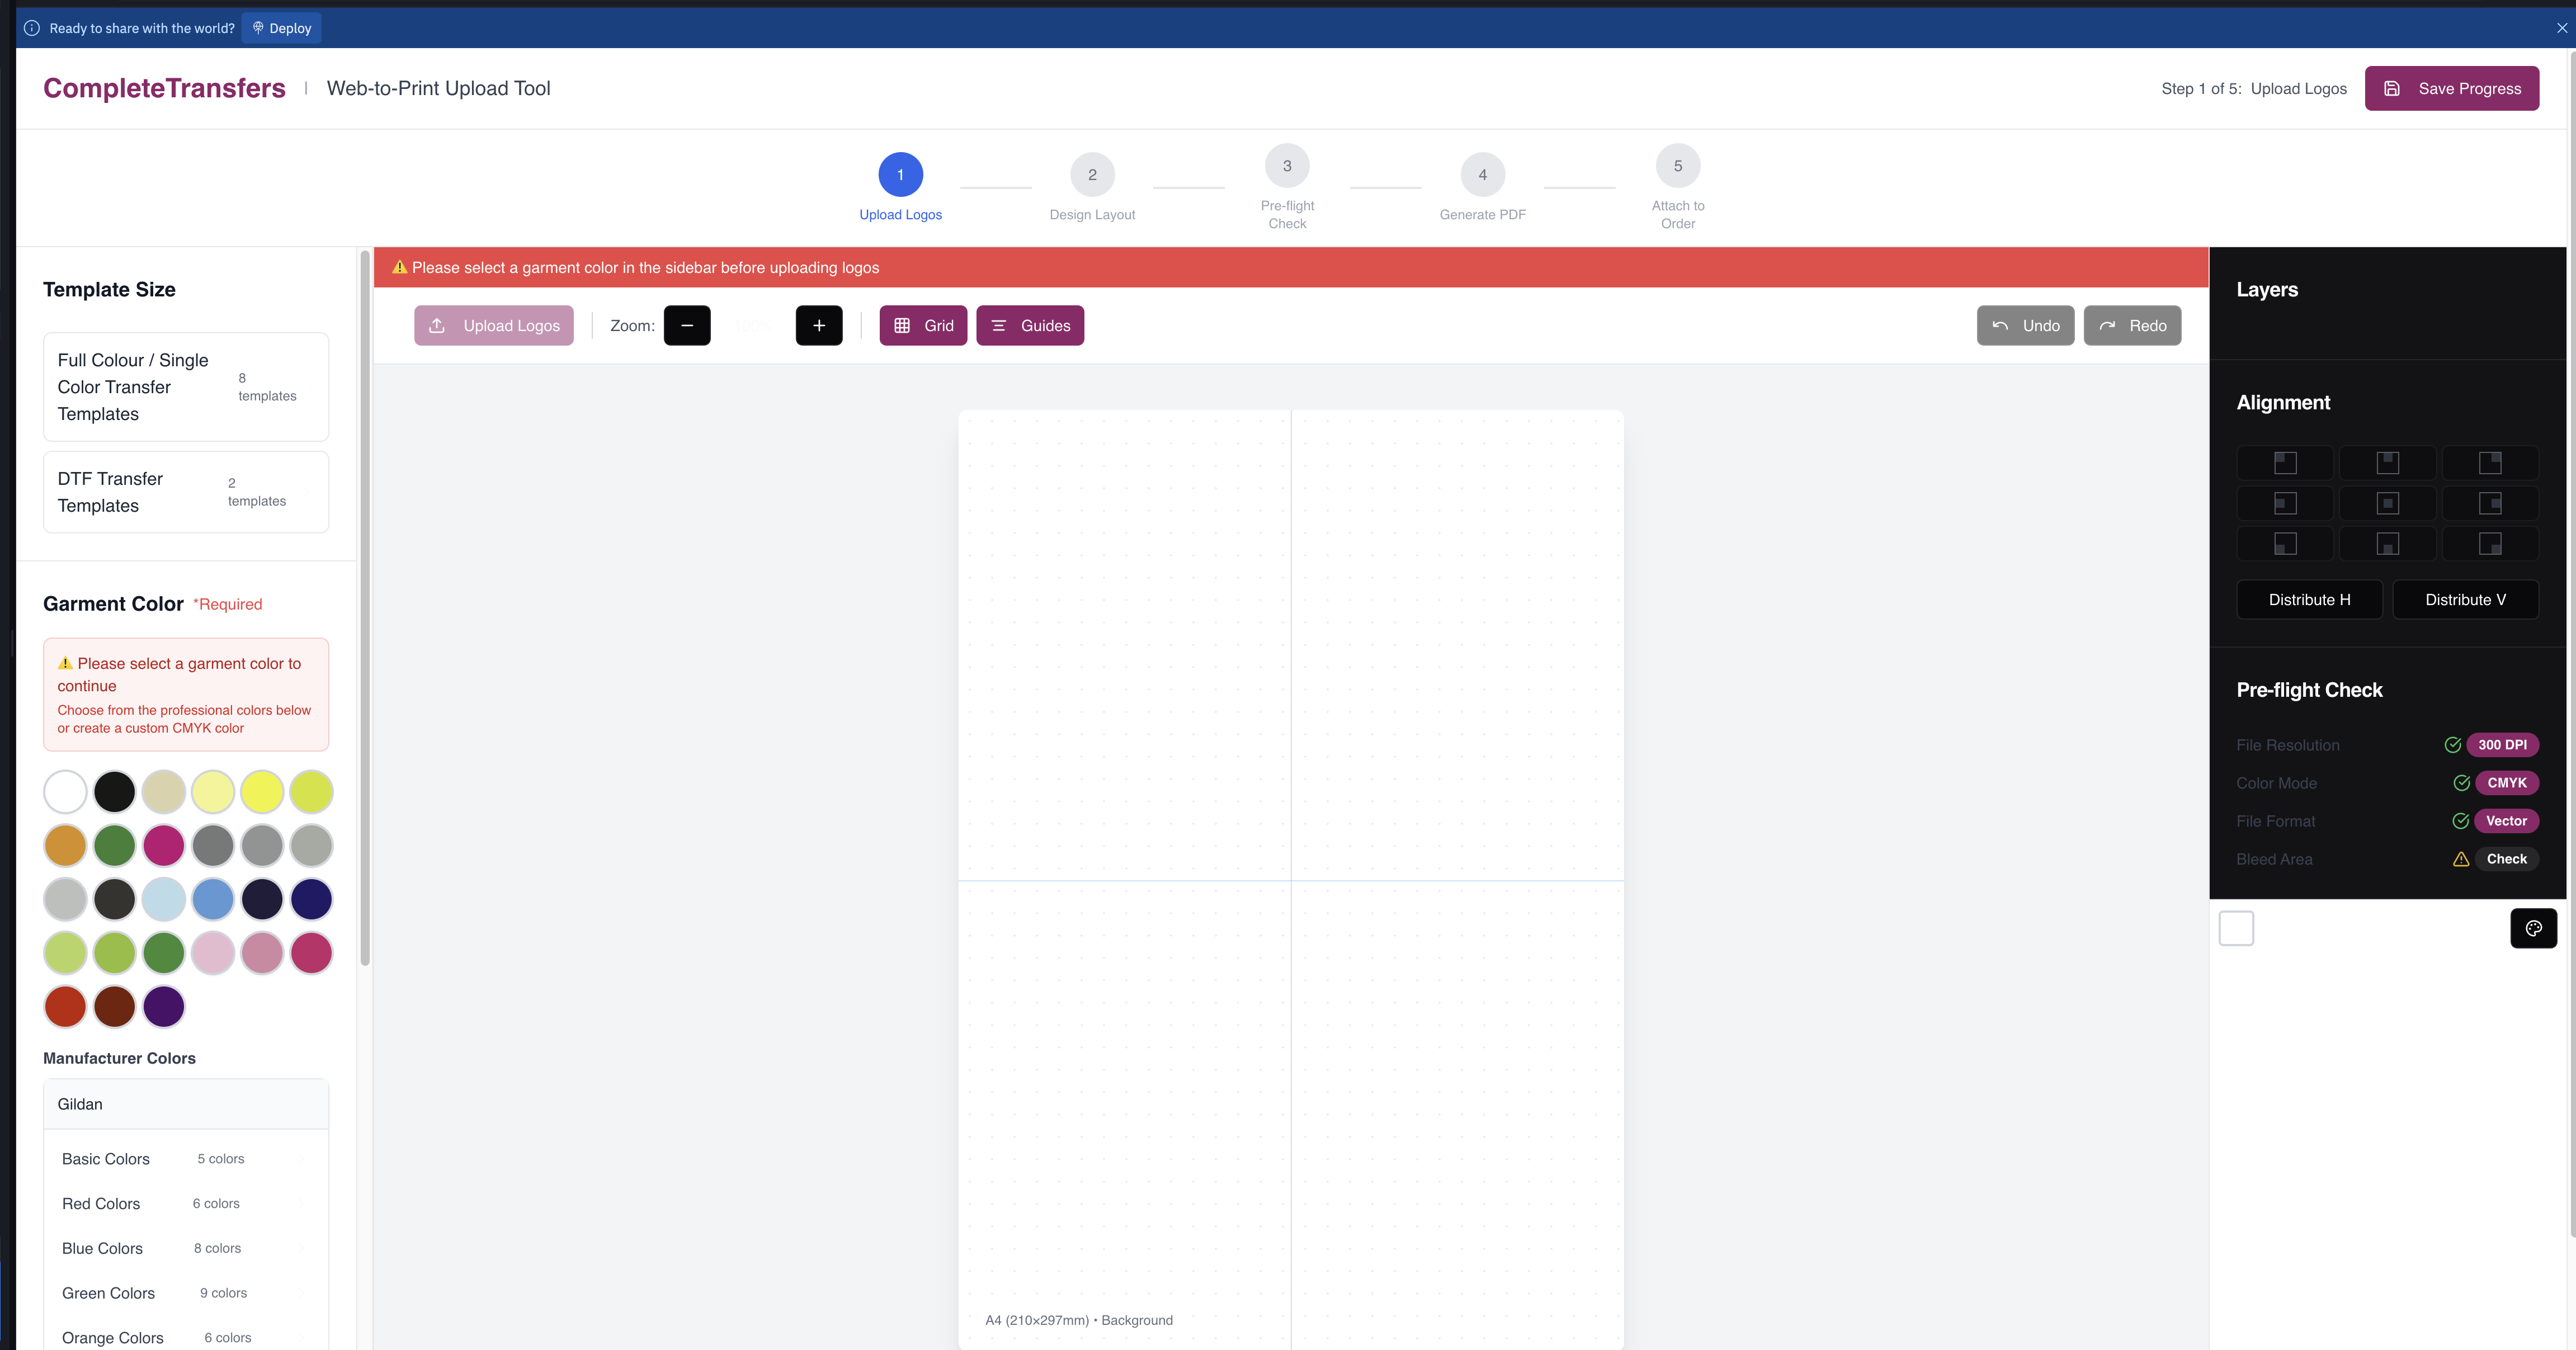 Ready to share with the world? Deploy
CompleteTransfers | Web-to-Print Upload Tool
Step 1 of 5: Upload Logos
Save Progress
1
Upload Logos
2
Design Layout
3
Pre-flight
Check
4
Generate PDF
5
Attach to
Order
Template Size
Full Colour / Single
Color Transfer
Templates
8
templates
DTF Transfer
Templates
2
templates
Garment Color *Required
Please select a garment color to
continue
Choose from the professional colors below
or create a custom CMYK color
Manufacturer Colors
Gildan
Basic Colors 5 colors
Red Colors 6 colors
Blue Colors 8 colors
Green Colors 9 colors
Orange Colors 6 colors
Please select a garment color in the sidebar before uploading logos
Upload Logos
Zoom: − 100% +
Grid
Guides
Undo
Redo
A4 (210×297mm) • Background
Layers
Alignment
Distribute H
Distribute V
Pre-flight Check
File Resolution 300 DPI
Color Mode CMYK
File Format Vector
Bleed Area Check